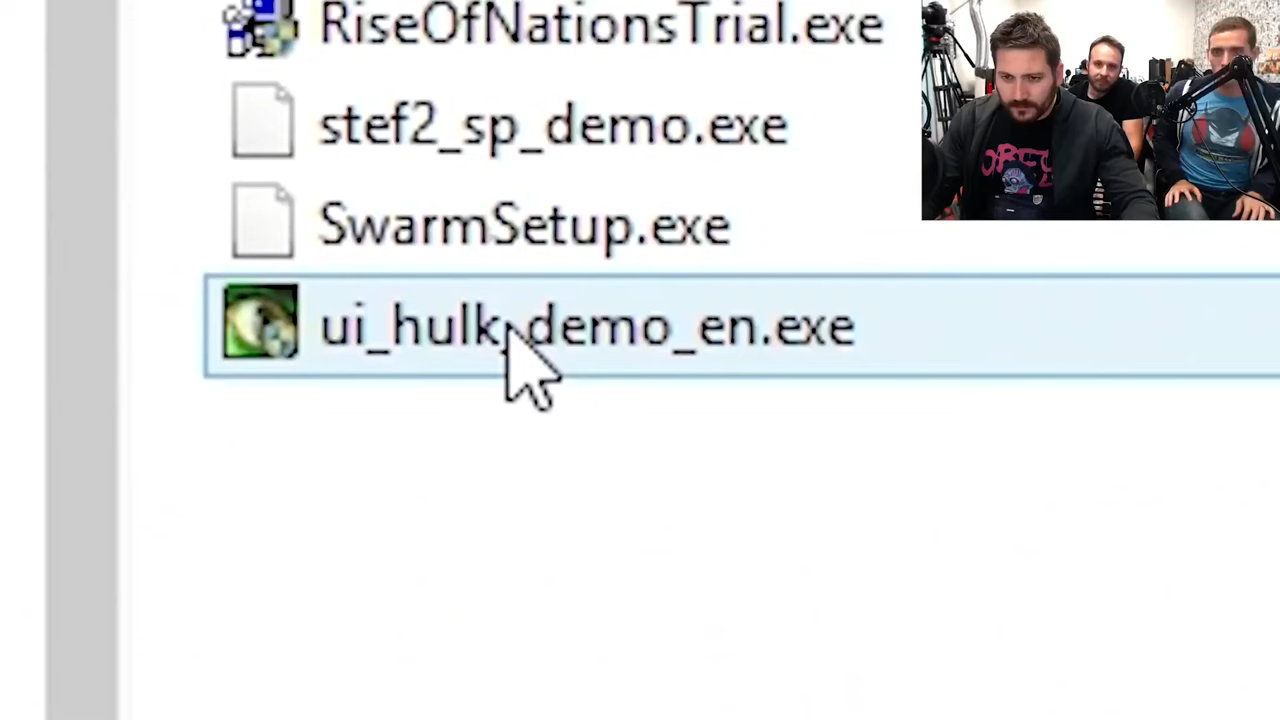 RiseOfNationsTrial.exe
stef2_sp_demo.exe
SwarmSetup.exe
ui_hulk_demo_en.exe